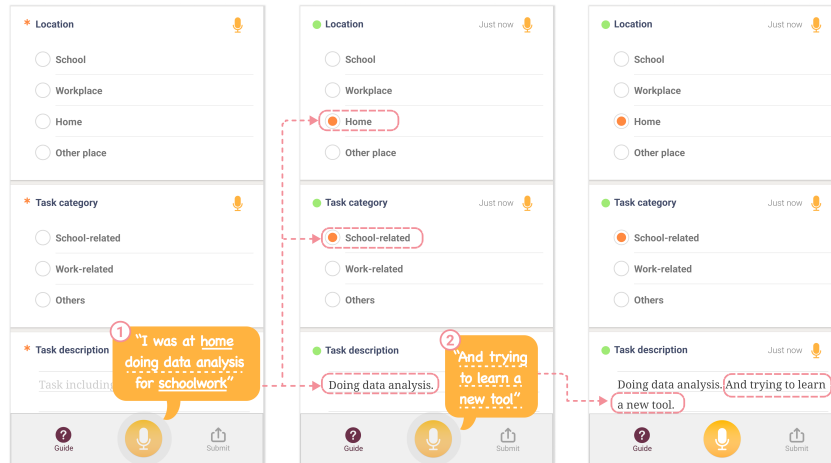 * Location
School
Workplace
Home
Other place
* Task category
School-related
Work-related
Others
* Task description
Task including
1
"I was at home
doing data analysis
for schoolwork"
? Guide
Submit
Location Just now
School
Workplace
Home
Other place
Task category Just now
School-related
Work-related
Others
Task description
Doing data analysis.
2
"And trying
to learn a
new tool"
? Guide
Submit
Location Just now
School
Workplace
Home
Other place
Task category Just now
School-related
Work-related
Others
Task description Just now
Doing data analysis. And trying to learn
a new tool.
? Guide
Submit